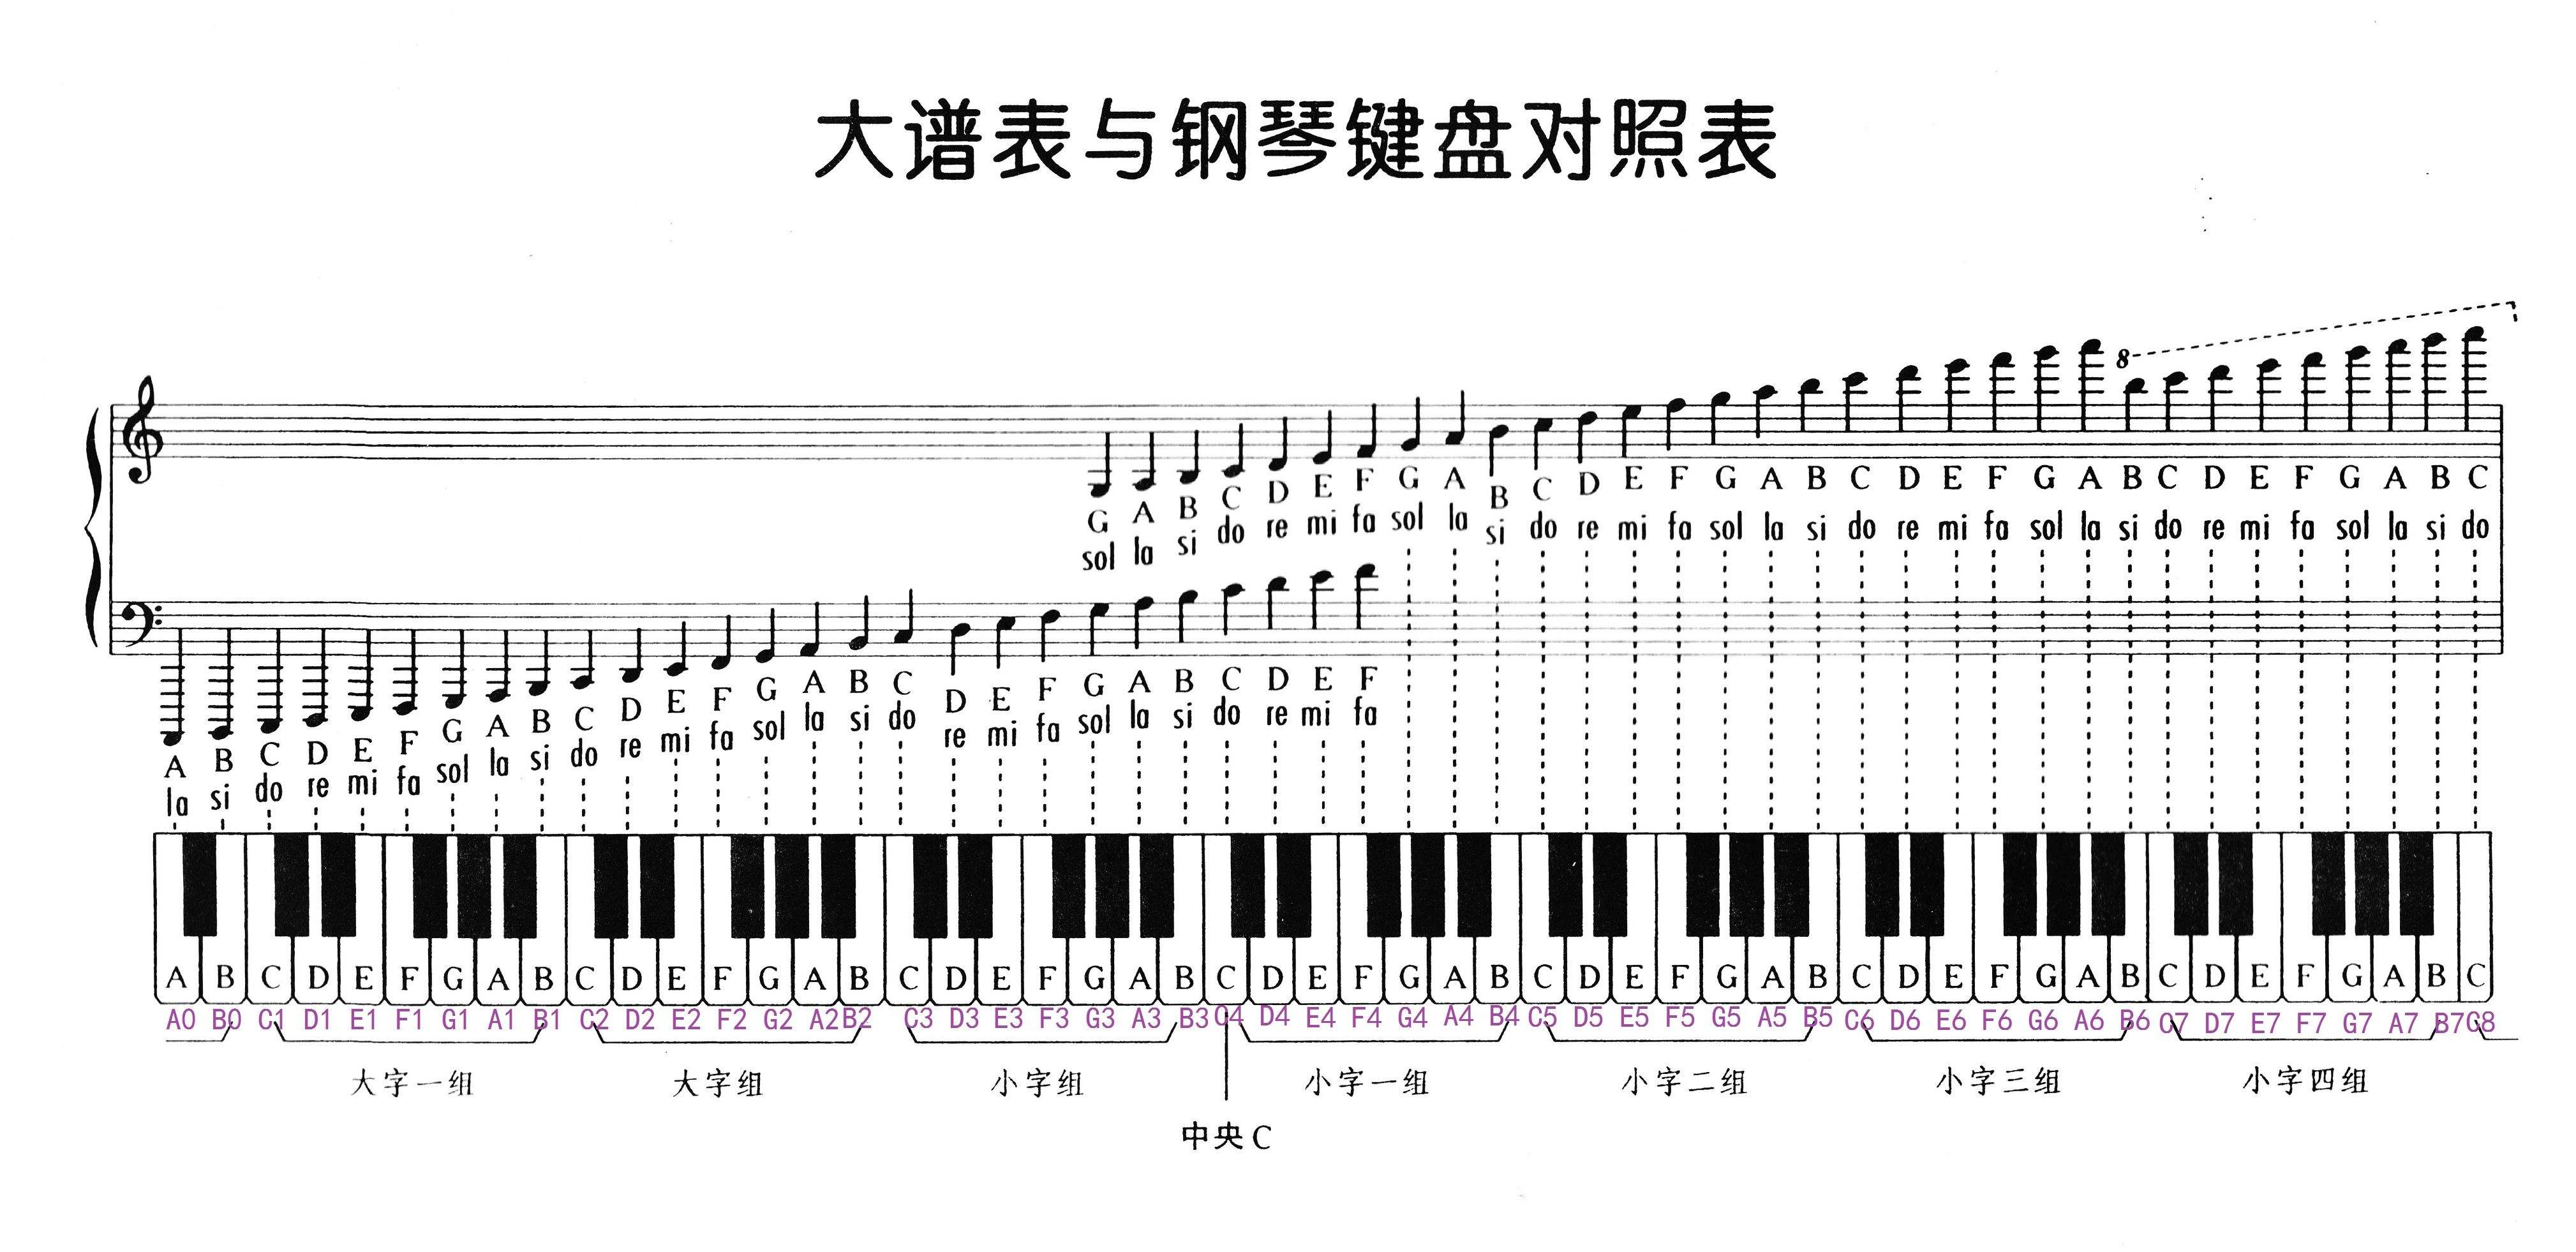 大谱表与钢琴键盘对照表
8
G A B C D E F G A B C D E F G A B C D E F G A B C D E F G A B C
sol la si do re mi fa sol la si do re mi fa sol la si do re mi fa sol la si do re mi fa sol la si do
A B C D E F G A B C D E F G A B C D E F G A B C D E F
la si do re mi fa sol la si do re mi fa sol la si do re mi fa sol la si do re mi fa
A B C D E F G A B C D E F G A B C D E F G A B C D E F G A B C D E F G A B C D E F G A B C D E F G A B C
A0 B0 C1 D1 E1 F1 G1 A1 B1 C2 D2 E2 F2 G2 A2 B2 C3 D3 E3 F3 G3 A3 B3 C4 D4 E4 F4 G4 A4 B4 C5 D5 E5 F5 G5 A5 B5 C6 D6 E6 F6 G6 A6 B6 C7 D7 E7 F7 G7 A7 B7 C8
大字一组 大字组 小字组 小字一组 小字二组 小字三组 小字四组
中央C